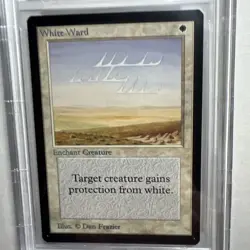 White Ward
Enchant Creature
Target creature gains
protection from white.
Illus. © Dan Frazier